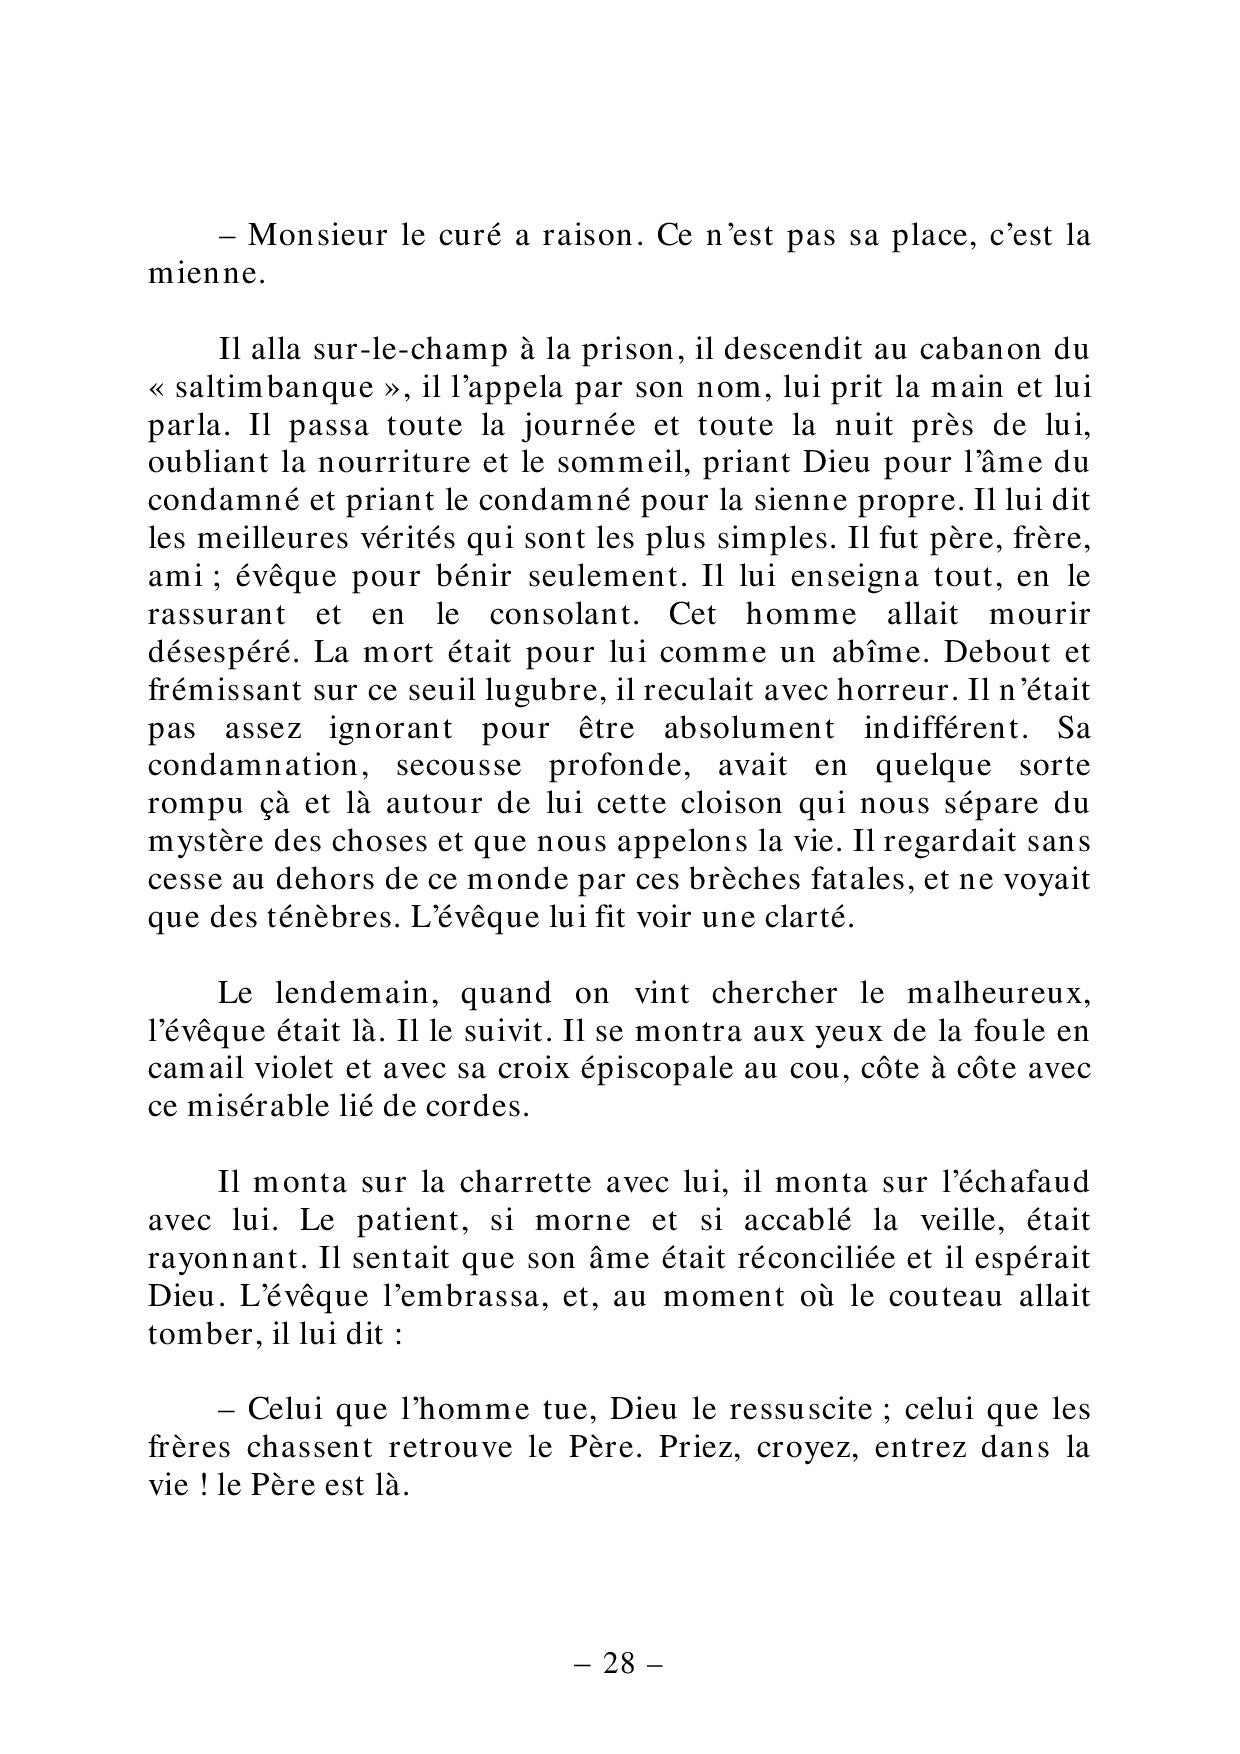 – Monsieur le curé a raison. Ce n’est pas sa place, c’est la
mienne.
Il alla sur-le-champ à la prison, il descendit au cabanon du
« saltimbanque », il l’appela par son nom, lui prit la main et lui
parla. Il passa toute la journée et toute la nuit près de lui,
oubliant la nourriture et le sommeil, priant Dieu pour l’âme du
condamné et priant le condamné pour la sienne propre. Il lui dit
les meilleures vérités qui sont les plus simples. Il fut père, frère,
ami ; évêque pour bénir seulement. Il lui enseigna tout, en le
rassurant et en le consolant. Cet homme allait mourir
désespéré. La mort était pour lui comme un abîme. Debout et
frémissant sur ce seuil lugubre, il reculait avec horreur. Il n’était
pas assez ignorant pour être absolument indifférent. Sa
condamnation, secousse profonde, avait en quelque sorte
rompu çà et là autour de lui cette cloison qui nous sépare du
mystère des choses et que nous appelons la vie. Il regardait sans
cesse au dehors de ce monde par ces brèches fatales, et ne voyait
que des ténèbres. L’évêque lui fit voir une clarté.
Le lendemain, quand on vint chercher le malheureux,
l’évêque était là. Il le suivit. Il se montra aux yeux de la foule en
camail violet et avec sa croix épiscopale au cou, côte à côte avec
ce misérable lié de cordes.
Il monta sur la charrette avec lui, il monta sur l’échafaud
avec lui. Le patient, si morne et si accablé la veille, était
rayonnant. Il sentait que son âme était réconciliée et il espérait
Dieu. L’évêque l’embrassa, et, au moment où le couteau allait
tomber, il lui dit :
– Celui que l’homme tue, Dieu le ressuscite ; celui que les
frères chassent retrouve le Père. Priez, croyez, entrez dans la
vie ! le Père est là.
– 28 –